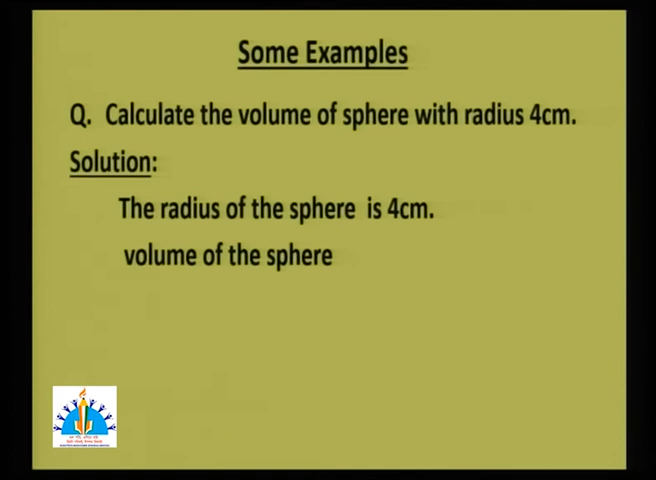 Some Examples
Q. Calculate the volume of sphere with radius 4cm.
Solution:
The radius of the sphere is 4cm.
volume of the sphere